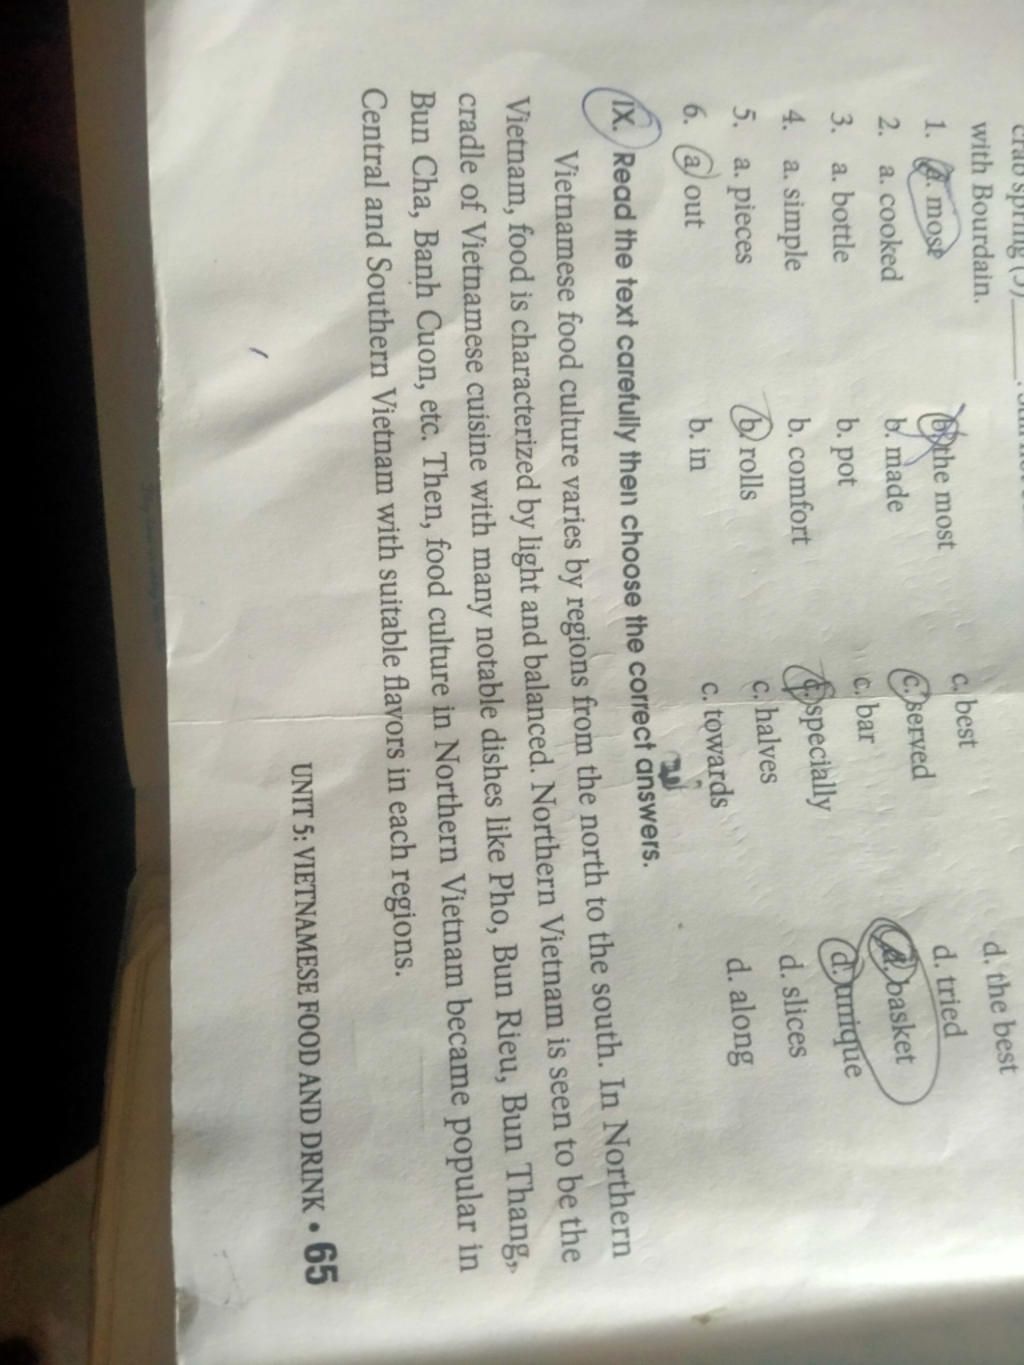 with Bourdain.
1. a. most b. the most c. best d. the best
2. a. cooked b. made c. served d. tried
3. a. bottle b. pot c. bar d. basket
4. a. simple b. comfort c. specially d. unique
5. a. pieces b. rolls c. halves d. slices
6. a out b. in c. towards d. along
IX. Read the text carefully then choose the correct answers.
Vietnamese food culture varies by regions from the north to the south. In Northern
Vietnam, food is characterized by light and balanced. Northern Vietnam is seen to be the
cradle of Vietnamese cuisine with many notable dishes like Pho, Bun Rieu, Bun Thang,
Bun Cha, Banh Cuon, etc. Then, food culture in Northern Vietnam became popular in
Central and Southern Vietnam with suitable flavors in each regions.
UNIT 5: VIETNAMESE FOOD AND DRINK • 65